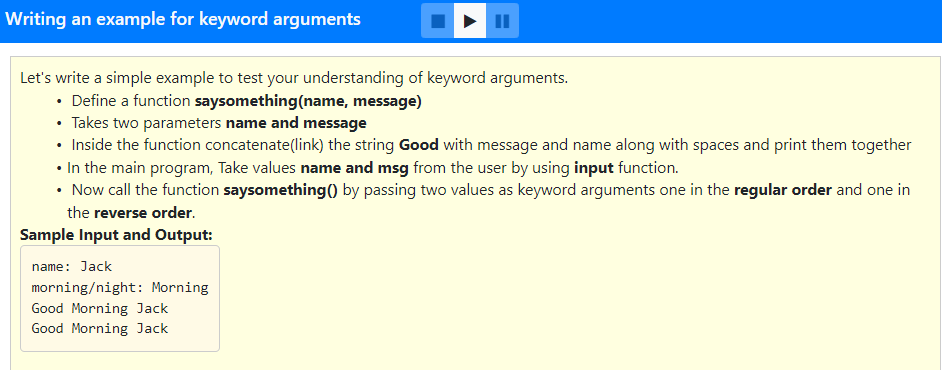 Writing an example for keyword arguments
Let's write a simple example to test your understanding of keyword arguments.
• Define a function saysomething(name, message)
• Takes two parameters name and message
• Inside the function concatenate(link) the string Good with message and name along with spaces and print them together
• In the main program, Take values name and msg from the user by using input function.
• Now call the function saysomething() by passing two values as keyword arguments one in the regular order and one in
the reverse order.
Sample Input and Output:
name: Jack
morning/night: Morning
Good Morning Jack
Good Morning Jack